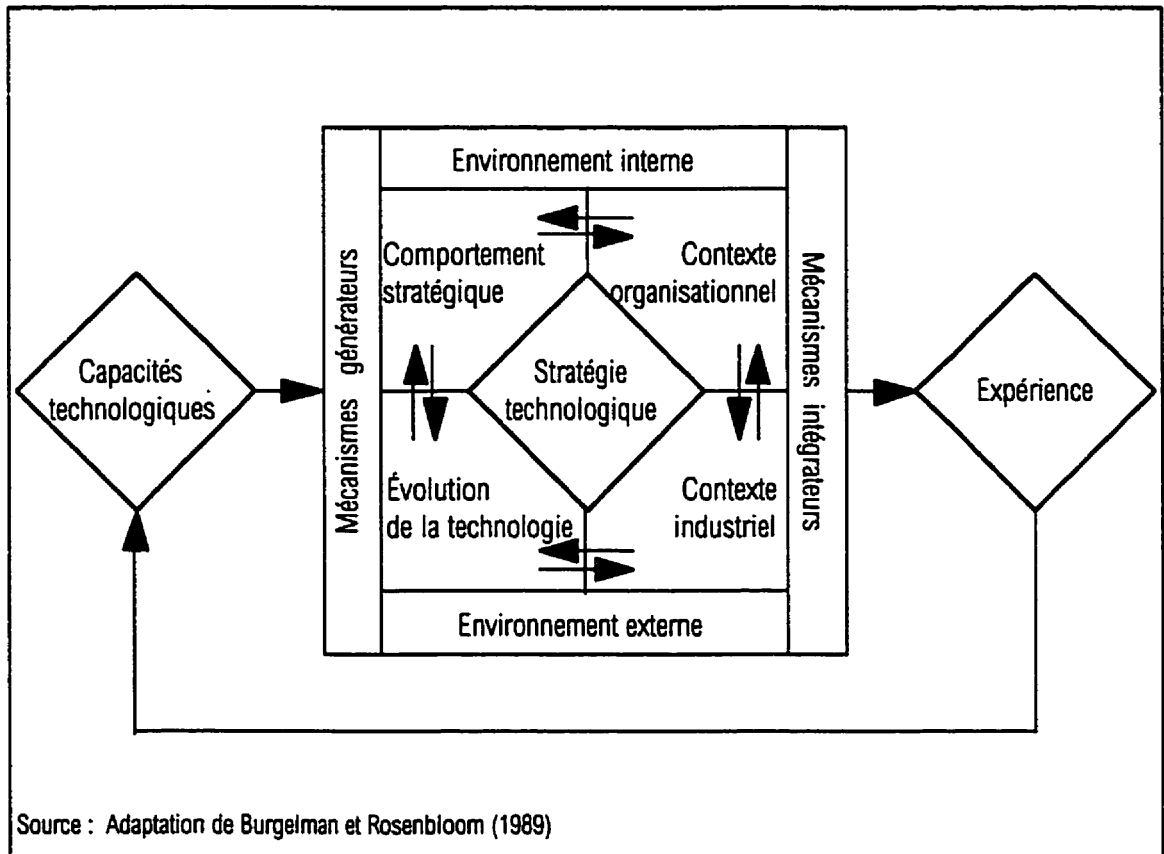 Environnement interne
Mécanismes générateurs
Comportement
stratégique
Contexte
organisationnel
Mécanismes intégrateurs
Capacités
technologiques
Stratégie
technologique
Expérience
Évolution
de la technologie
Contexte
industriel
Environnement externe
Source : Adaptation de Burgelman et Rosenbloom (1989)